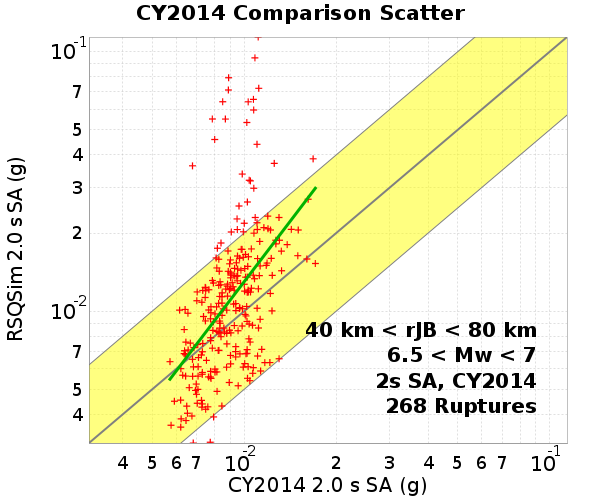 CY2014 Comparison Scatter
RSQSim 2.0 s SA (g)
10⁻¹
7
5
4
3
2
10⁻²
7
5
4
40 km < rJB < 80 km
6.5 < Mw < 7
2s SA, CY2014
268 Ruptures
4 5 6 7 10⁻² 2 3 4 5 6 7 10⁻¹
CY2014 2.0 s SA (g)